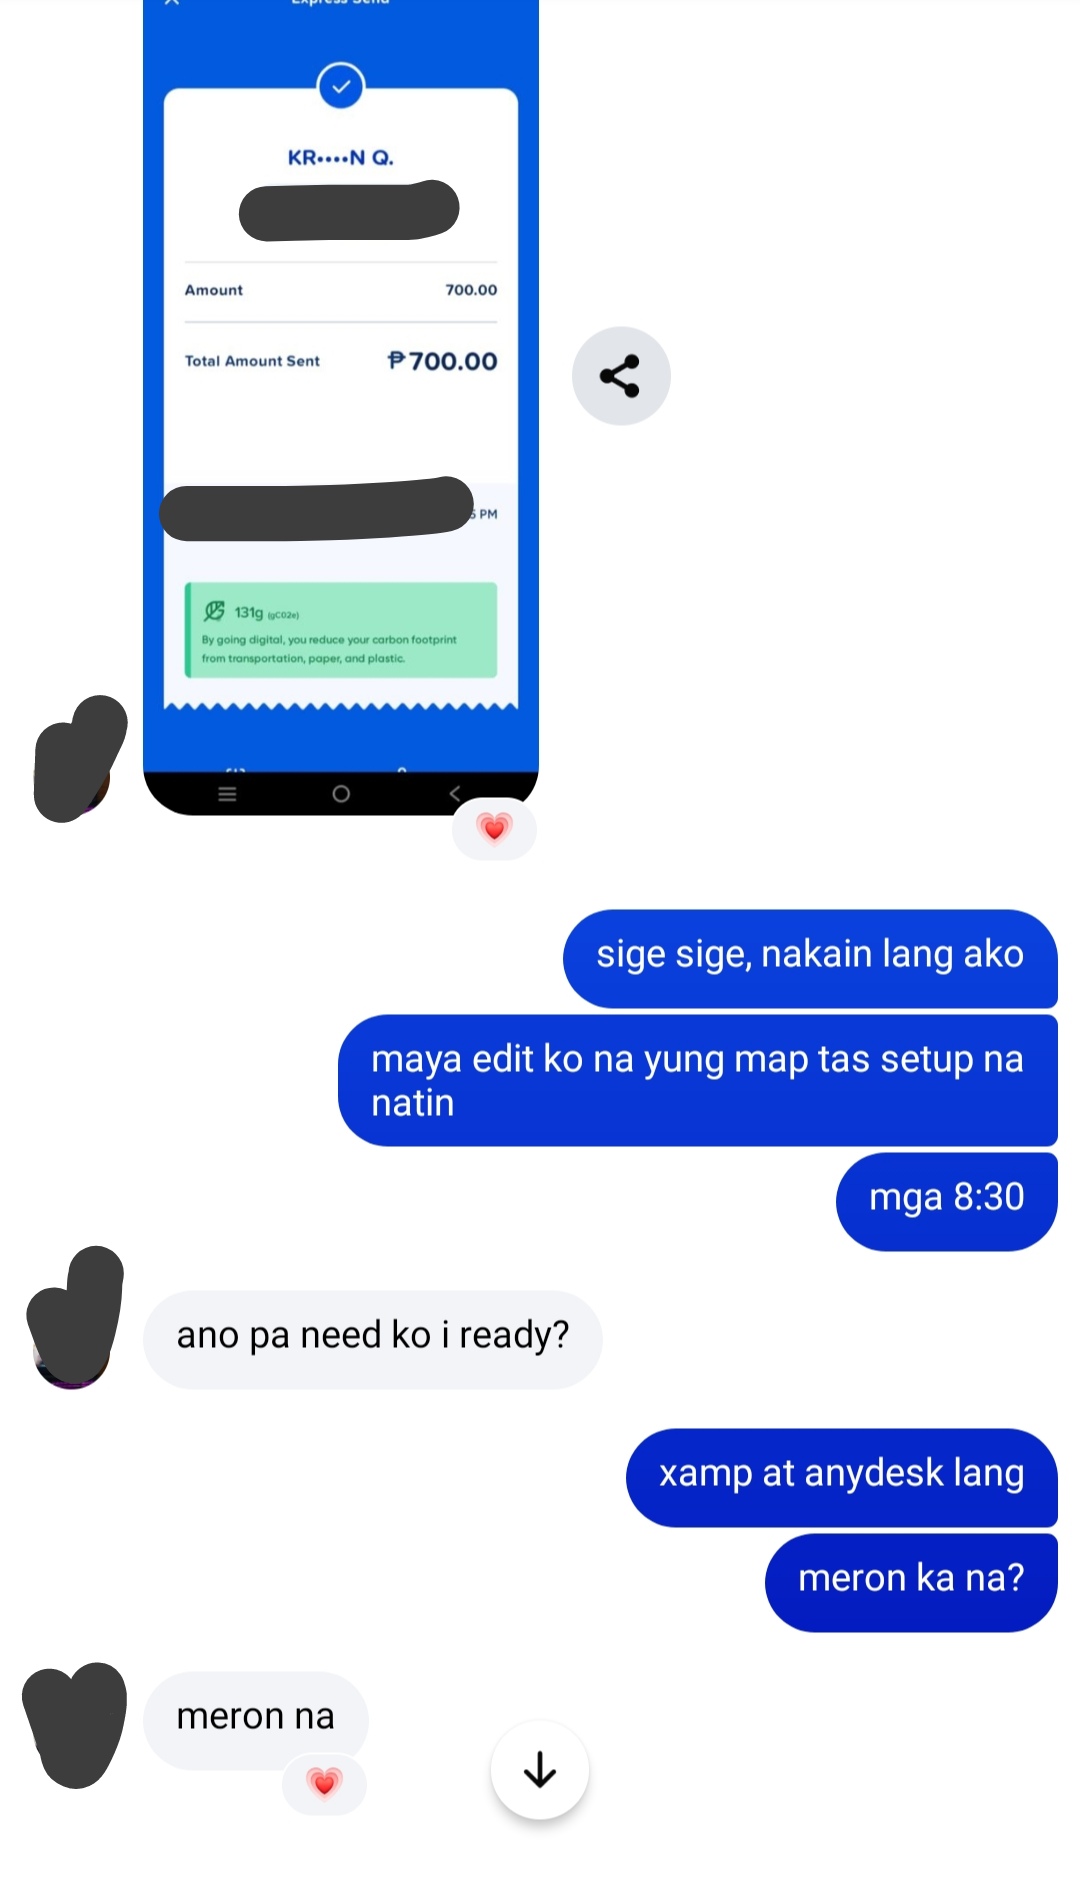 Express Send
KR••••N Q.
Amount 700.00
Total Amount Sent ₱700.00
PM
131g (gCO2e)
By going digital, you reduce your carbon footprint
from transportation, paper, and plastic.
sige sige, nakain lang ako
maya edit ko na yung map tas setup na
natin
mga 8:30
ano pa need ko i ready?
xamp at anydesk lang
meron ka na?
meron na